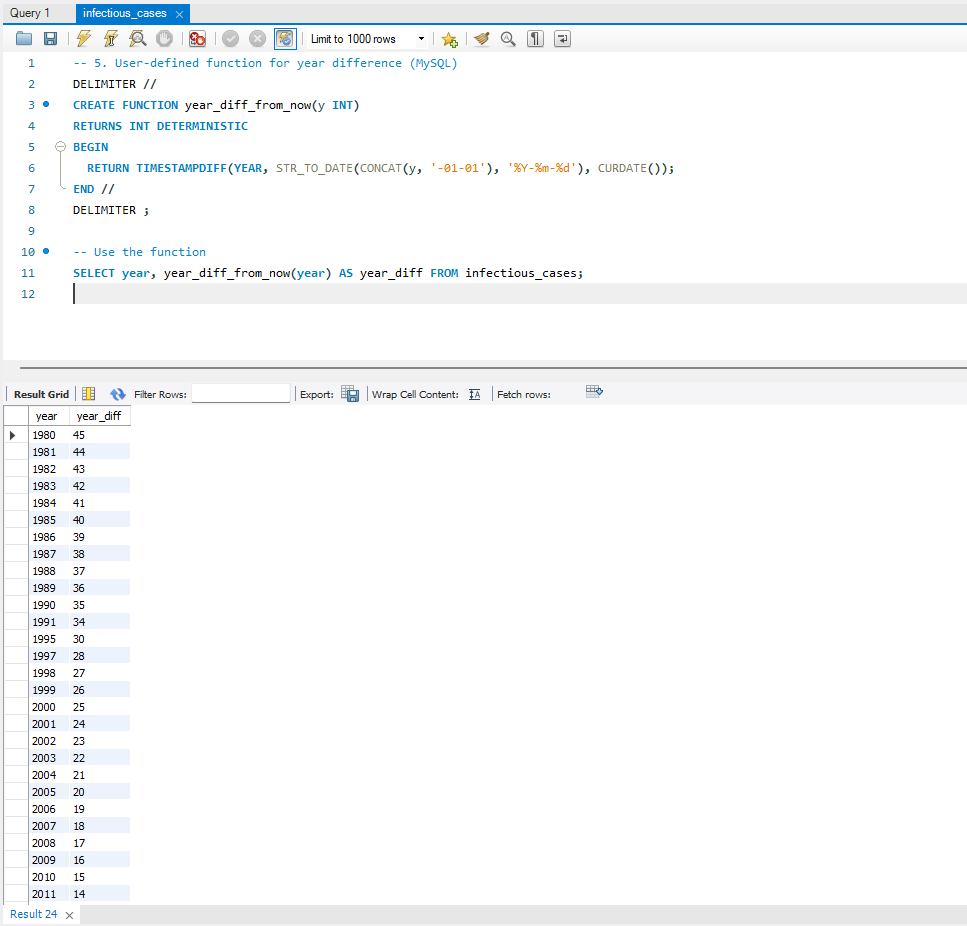 Query 1 infectious_cases
Limit to 1000 rows
1 -- 5. User-defined function for year difference (MySQL)
2 DELIMITER //
3 CREATE FUNCTION year_diff_from_now(y INT)
4 RETURNS INT DETERMINISTIC
5 BEGIN
6 RETURN TIMESTAMPDIFF(YEAR, STR_TO_DATE(CONCAT(y, '-01-01'), '%Y-%m-%d'), CURDATE());
7 END //
8 DELIMITER ;
9
10 -- Use the function
11 SELECT year, year_diff_from_now(year) AS year_diff FROM infectious_cases;
12
Result Grid Filter Rows: Export: Wrap Cell Content: Fetch rows:
year year_diff
1980 45
1981 44
1982 43
1983 42
1984 41
1985 40
1986 39
1987 38
1988 37
1989 36
1990 35
1991 34
1995 30
1997 28
1998 27
1999 26
2000 25
2001 24
2002 23
2003 22
2004 21
2005 20
2006 19
2007 18
2008 17
2009 16
2010 15
2011 14
Result 24